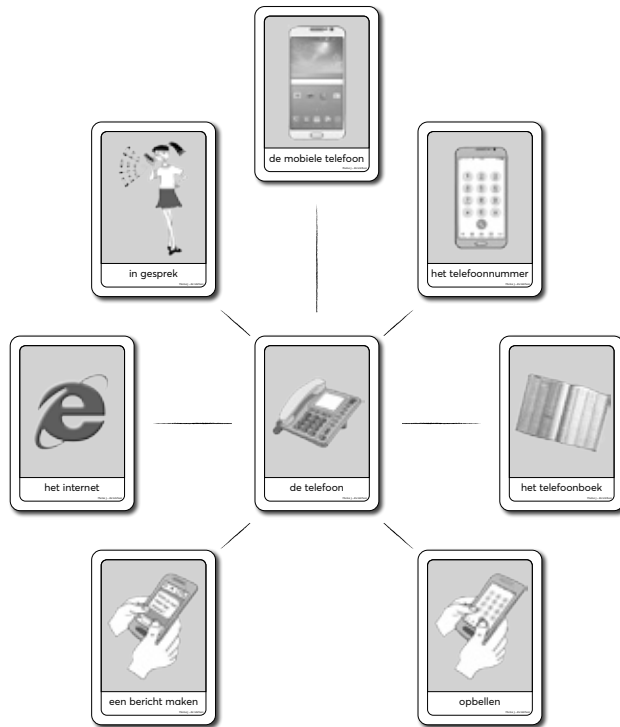 de mobiele telefoon
in gesprek
het telefoonnummer
het internet
de telefoon
het telefoonboek
een bericht maken
opbellen